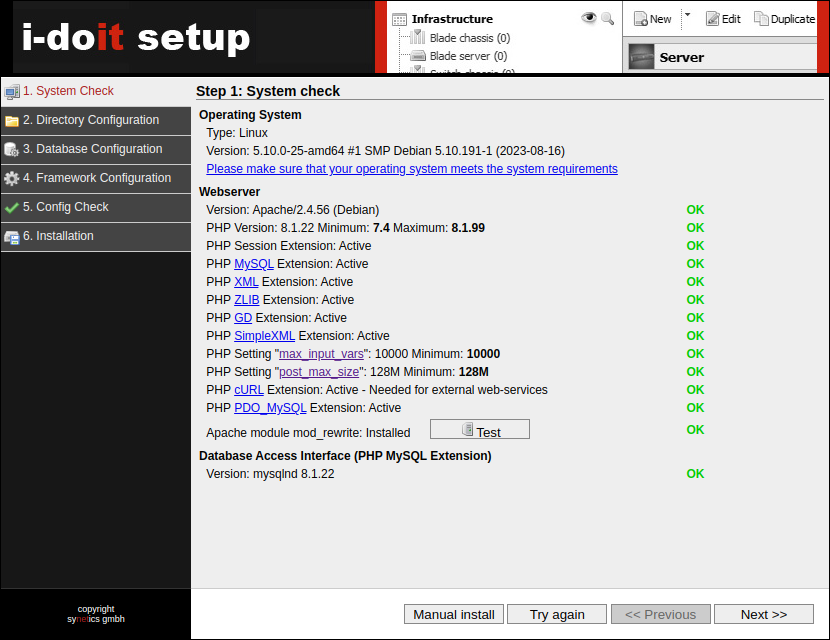 i-doit setup
Infrastructure
Blade chassis (0)
Blade server (0)
Switch chassis (0)
New
Edit
Duplicate
Server
1. System Check
2. Directory Configuration
3. Database Configuration
4. Framework Configuration
5. Config Check
6. Installation
Step 1: System check
Operating System
Type: Linux
Version: 5.10.0-25-amd64 #1 SMP Debian 5.10.191-1 (2023-08-16)
Please make sure that your operating system meets the system requirements
Webserver
Version: Apache/2.4.56 (Debian) OK
PHP Version: 8.1.22 Minimum: 7.4 Maximum: 8.1.99 OK
PHP Session Extension: Active OK
PHP MySQL Extension: Active OK
PHP XML Extension: Active OK
PHP ZLIB Extension: Active OK
PHP GD Extension: Active OK
PHP SimpleXML Extension: Active OK
PHP Setting "max_input_vars": 10000 Minimum: 10000 OK
PHP Setting "post_max_size": 128M Minimum: 128M OK
PHP cURL Extension: Active - Needed for external web-services OK
PHP PDO_MySQL Extension: Active OK
Apache module mod_rewrite: Installed Test OK
Database Access Interface (PHP MySQL Extension)
Version: mysqlnd 8.1.22 OK
copyright
synetics gmbh
Manual install Try again << Previous Next >>